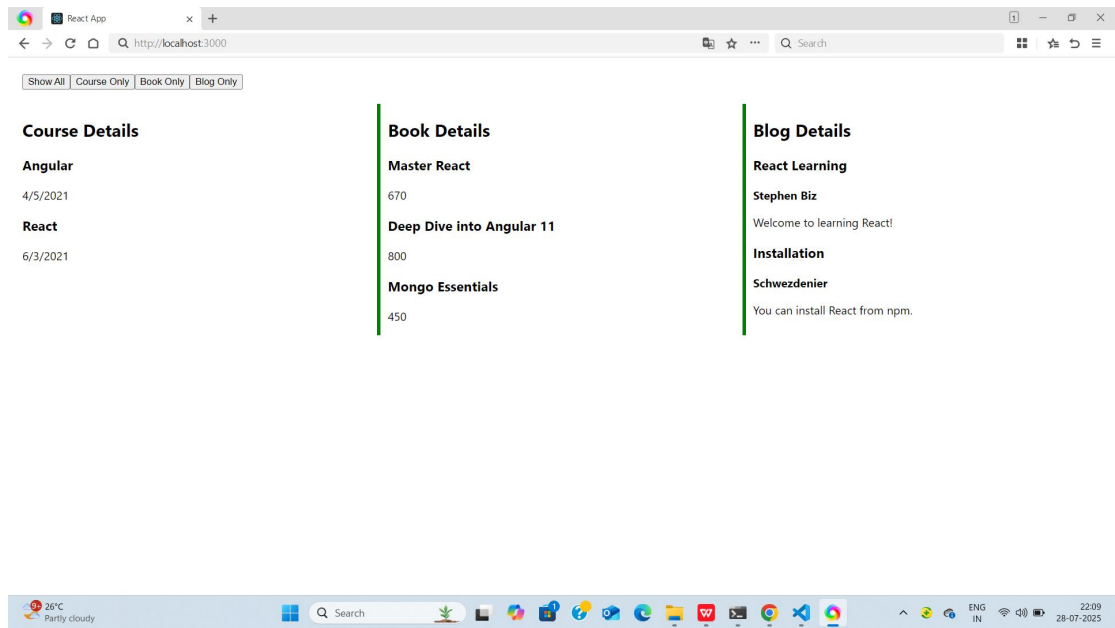 React App
1
http://localhost:3000
Search
Show All Course Only Book Only Blog Only
Course Details
Angular
4/5/2021
React
6/3/2021
Book Details
Master React
670
Deep Dive into Angular 11
800
Mongo Essentials
450
Blog Details
React Learning
Stephen Biz
Welcome to learning React!
Installation
Schwezdenier
You can install React from npm.
9+
26°C
Partly cloudy
Search
1
ENG
IN
22:09
28-07-2025